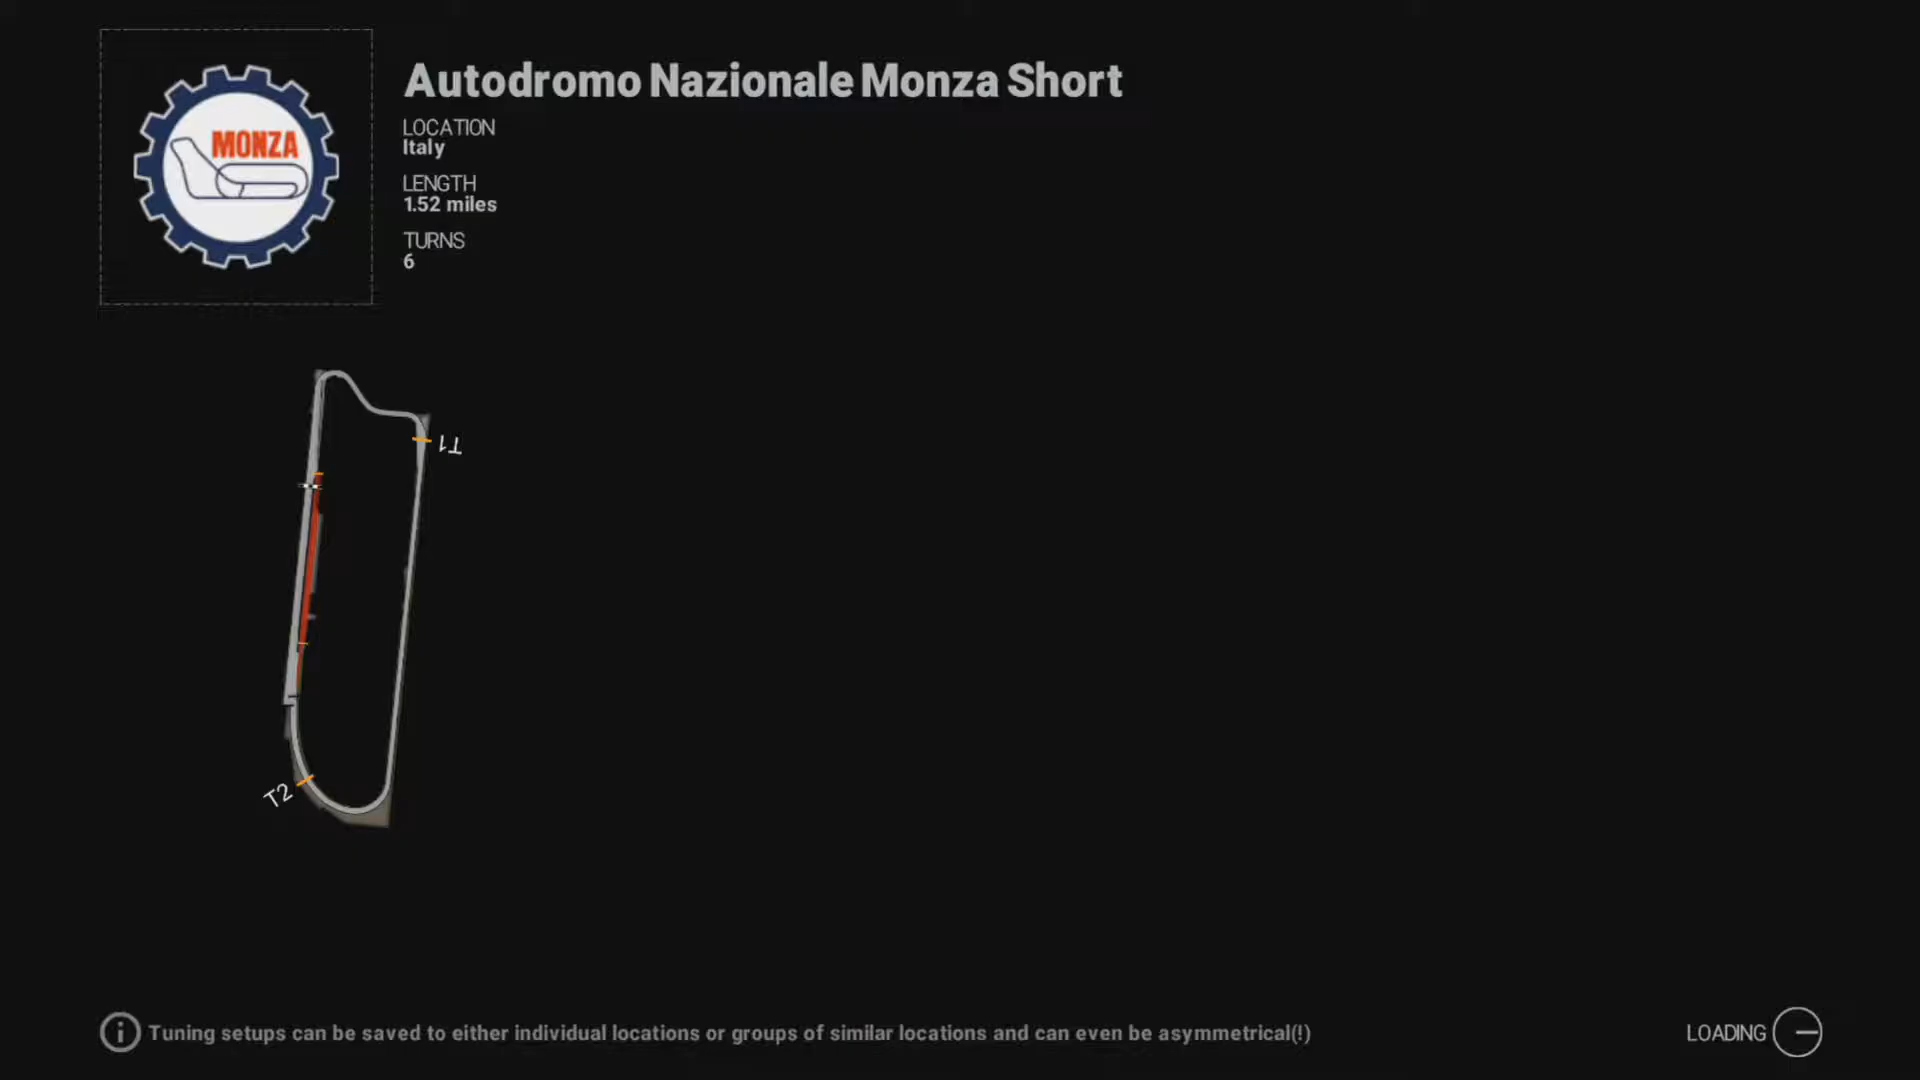 MONZA
Autodromo Nazionale Monza Short
LOCATION
Italy
LENGTH
1.52 miles
TURNS
6
T1
T2
Tuning setups can be saved to either individual locations or groups of similar locations and can even be asymmetrical(!)
LOADING